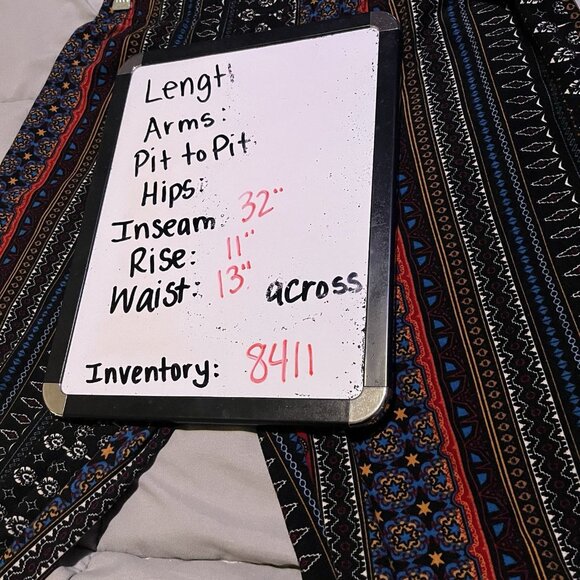 Lengt
Arms:
Pit to Pit
Hips:
Inseam 32"
Rise: 11"
Waist: 13" across
Inventory: 8411